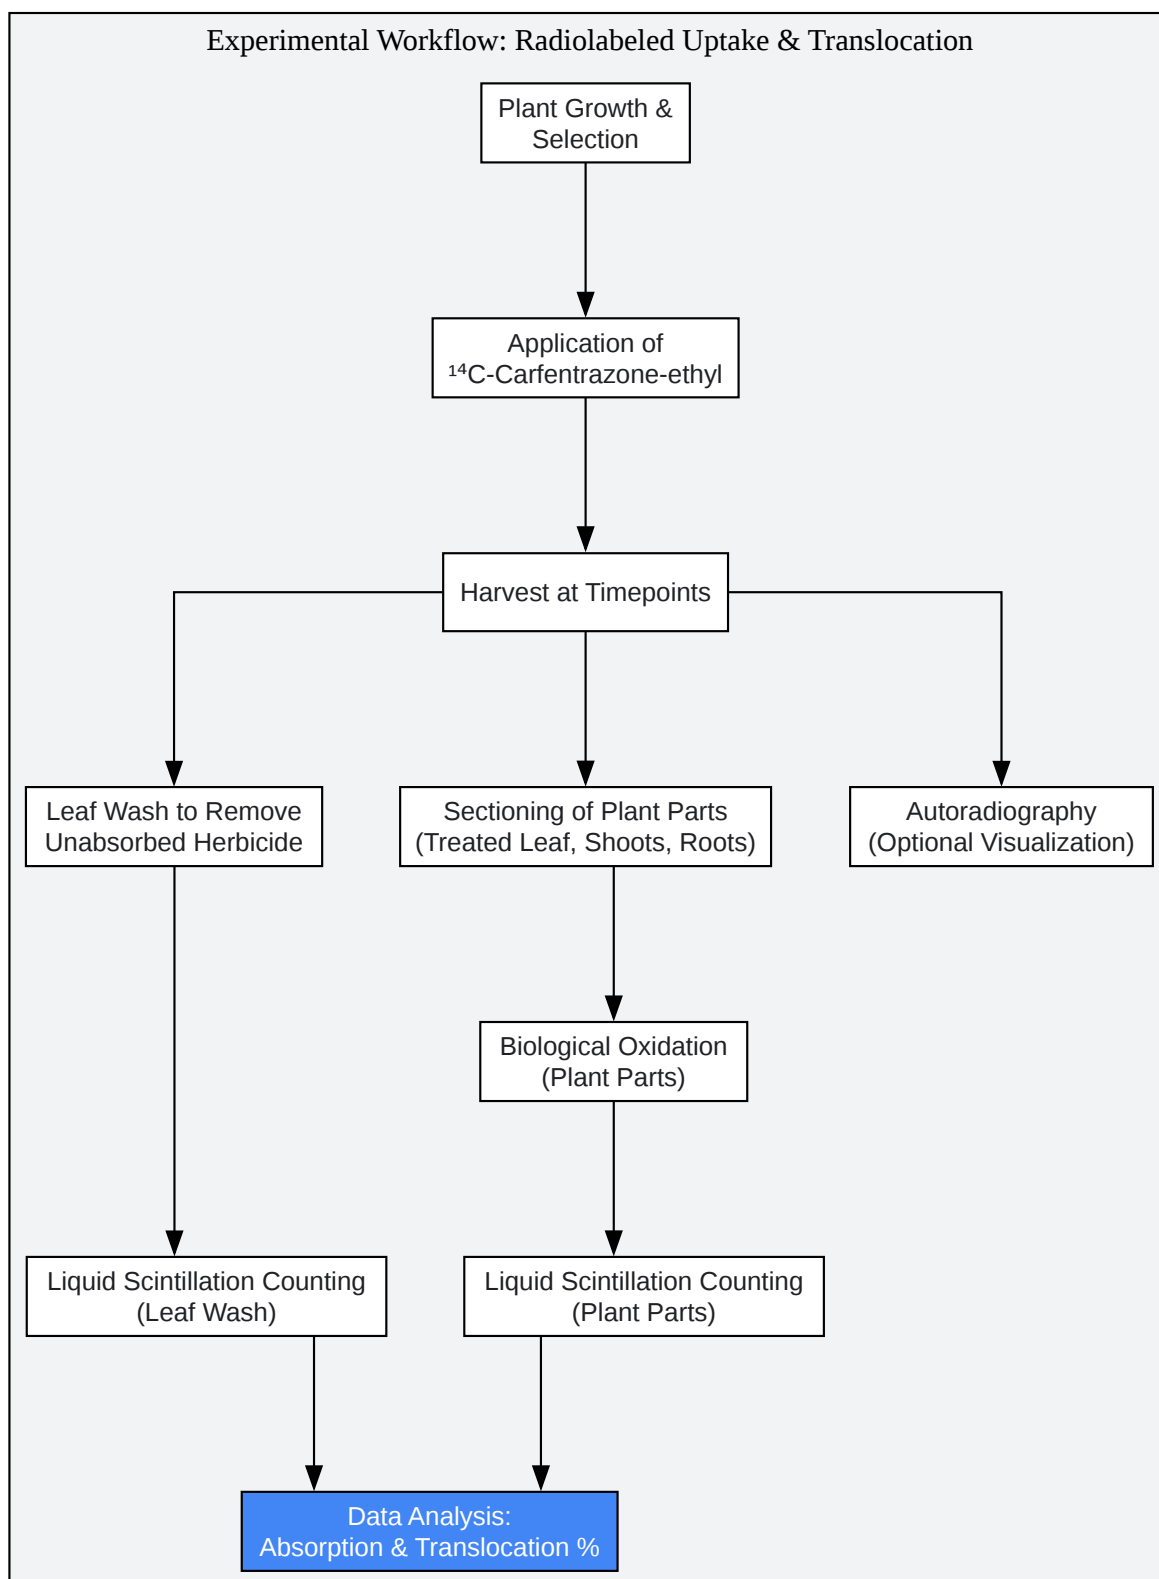 Experimental Workflow: Radiolabeled Uptake & Translocation
Plant Growth &
Selection
Application of
¹⁴C-Carfentrazone-ethyl
Harvest at Timepoints
Leaf Wash to Remove
Unabsorbed Herbicide
Sectioning of Plant Parts
(Treated Leaf, Shoots, Roots)
Autoradiography
(Optional Visualization)
Biological Oxidation
(Plant Parts)
Liquid Scintillation Counting
(Leaf Wash)
Liquid Scintillation Counting
(Plant Parts)
Data Analysis:
Absorption & Translocation %